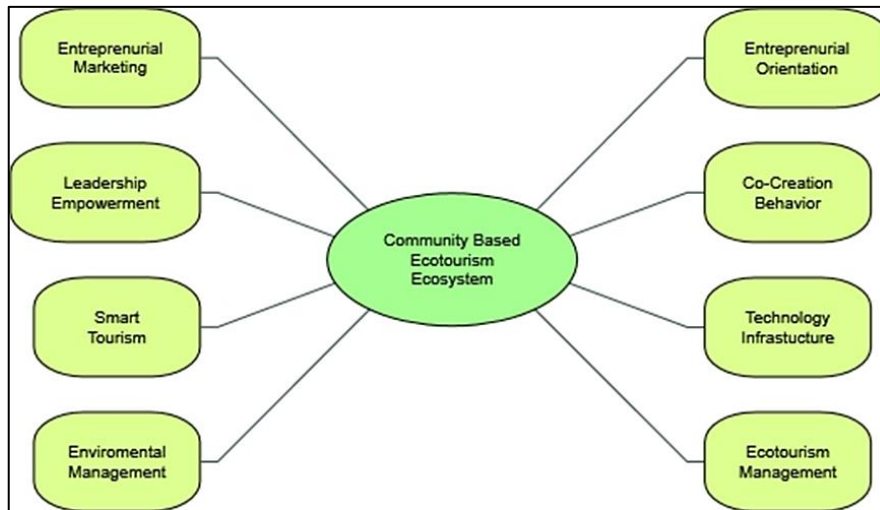 Entreprenurial
Marketing
Entreprenurial
Orientation
Leadership
Empowerment
Co-Creation
Behavior
Community Based
Ecotourism
Ecosystem
Smart
Tourism
Technology
Infrastucture
Enviromental
Management
Ecotourism
Management